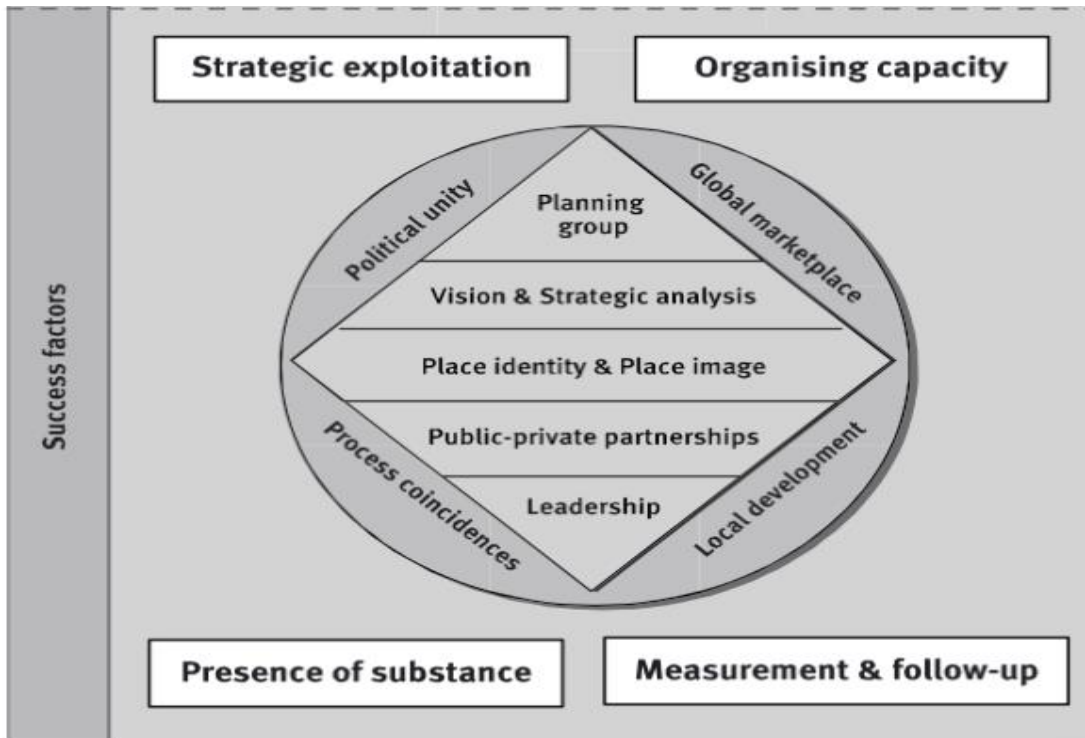 Success factors
Strategic exploitation
Organising capacity
Political unity
Global marketplace
Planning
group
Vision & Strategic analysis
Place identity & Place image
Public-private partnerships
Leadership
Process coincidences
Local development
Presence of substance
Measurement & follow-up